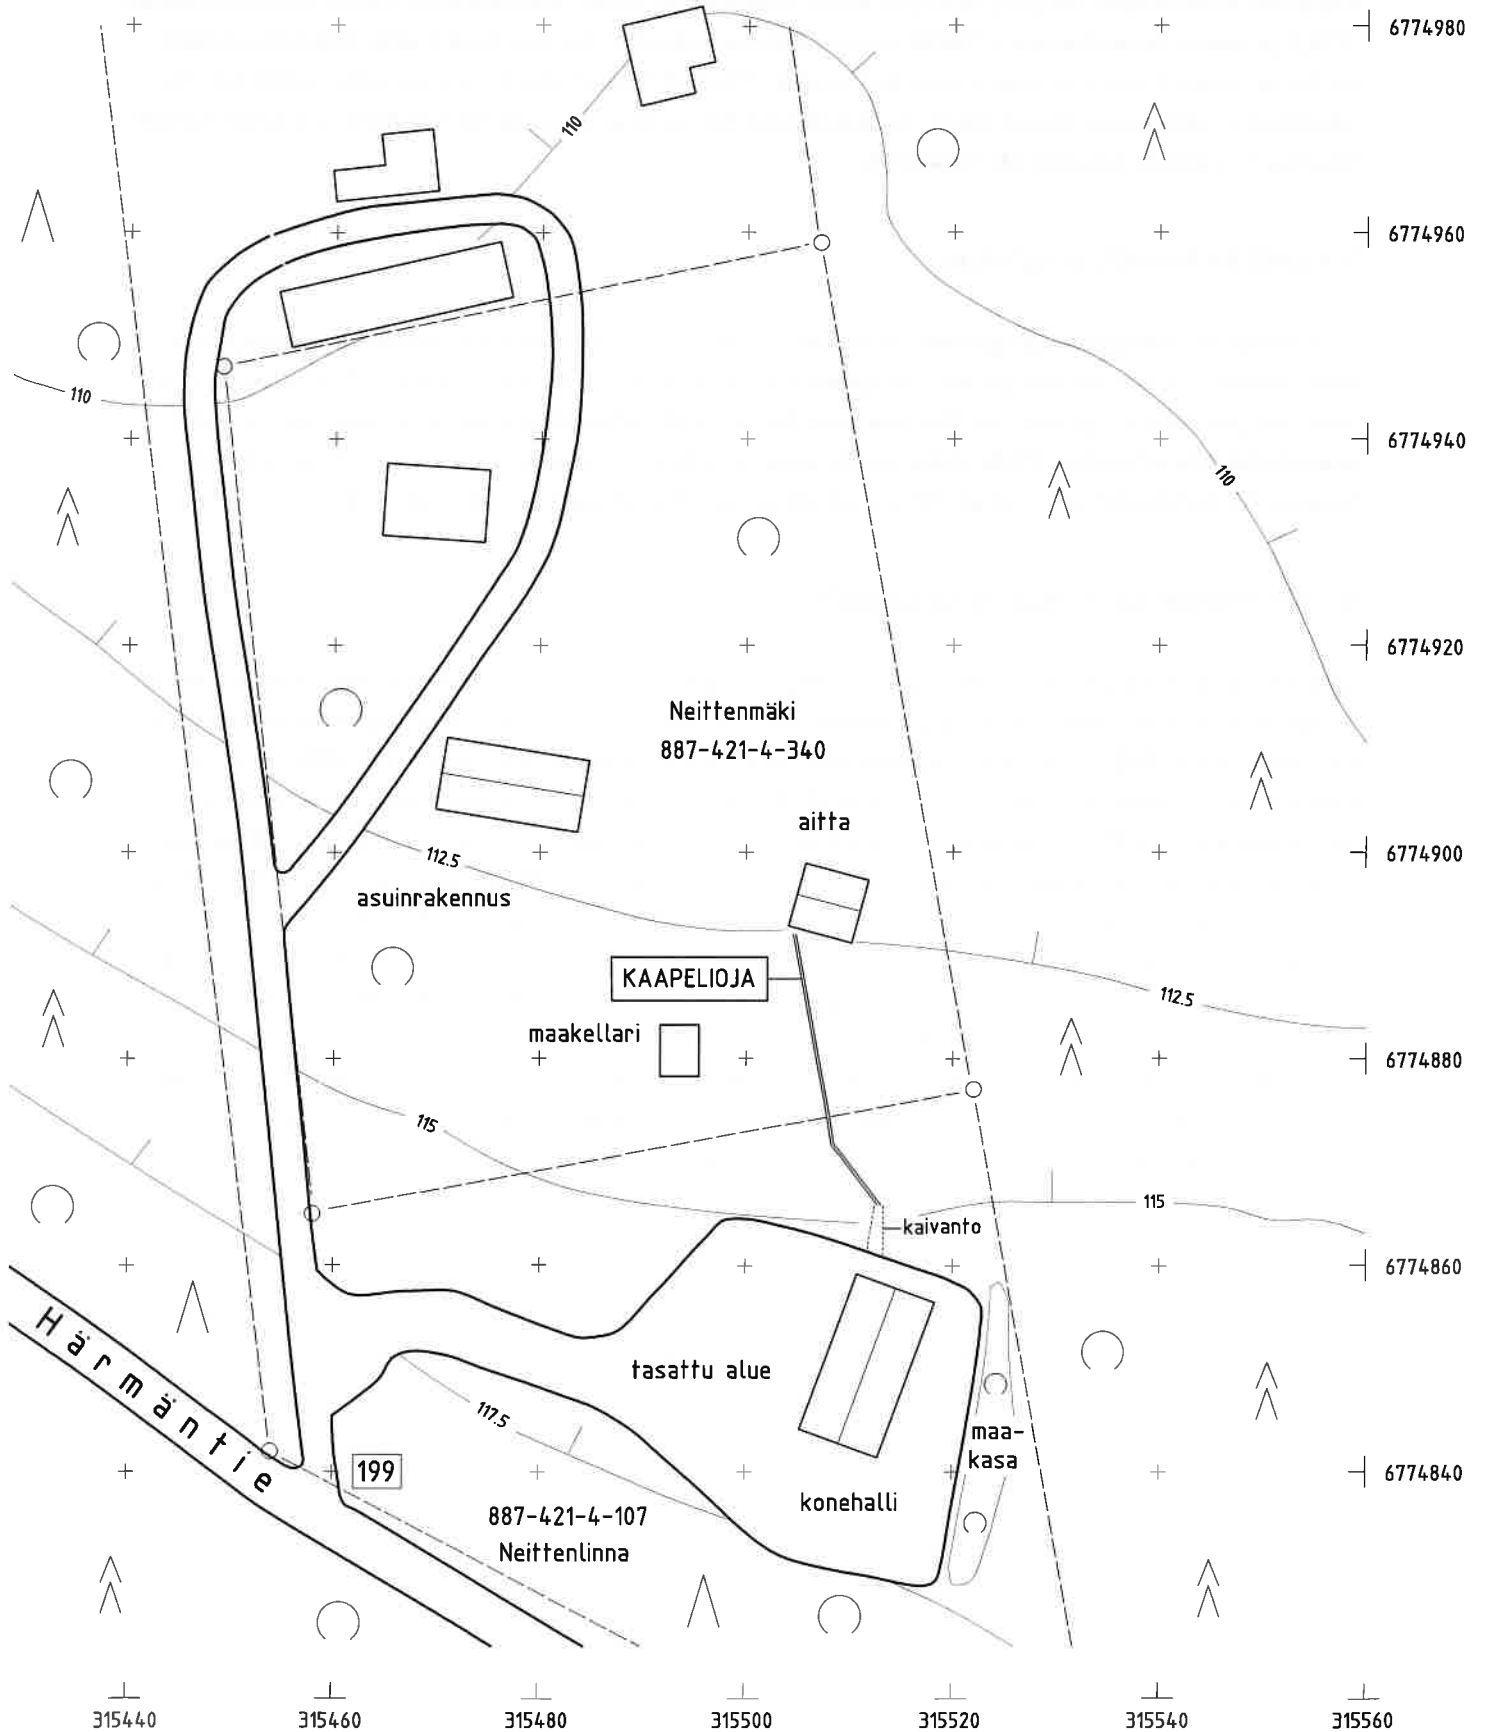 6774980
110
6774960
110
6774940
110
6774920
Neittenmäki
887-421-4-340
aitta
112.5
6774900
asuinrakennus
KAAPELIOJA
112.5
maakellari
6774880
115
115
kaivanto
6774860
Härmäntie
tasattu alue
117.5
maa-
kasa
199
6774840
konehalli
887-421-4-107
Neittenlinna
315440
315460
315480
315500
315520
315540
315560